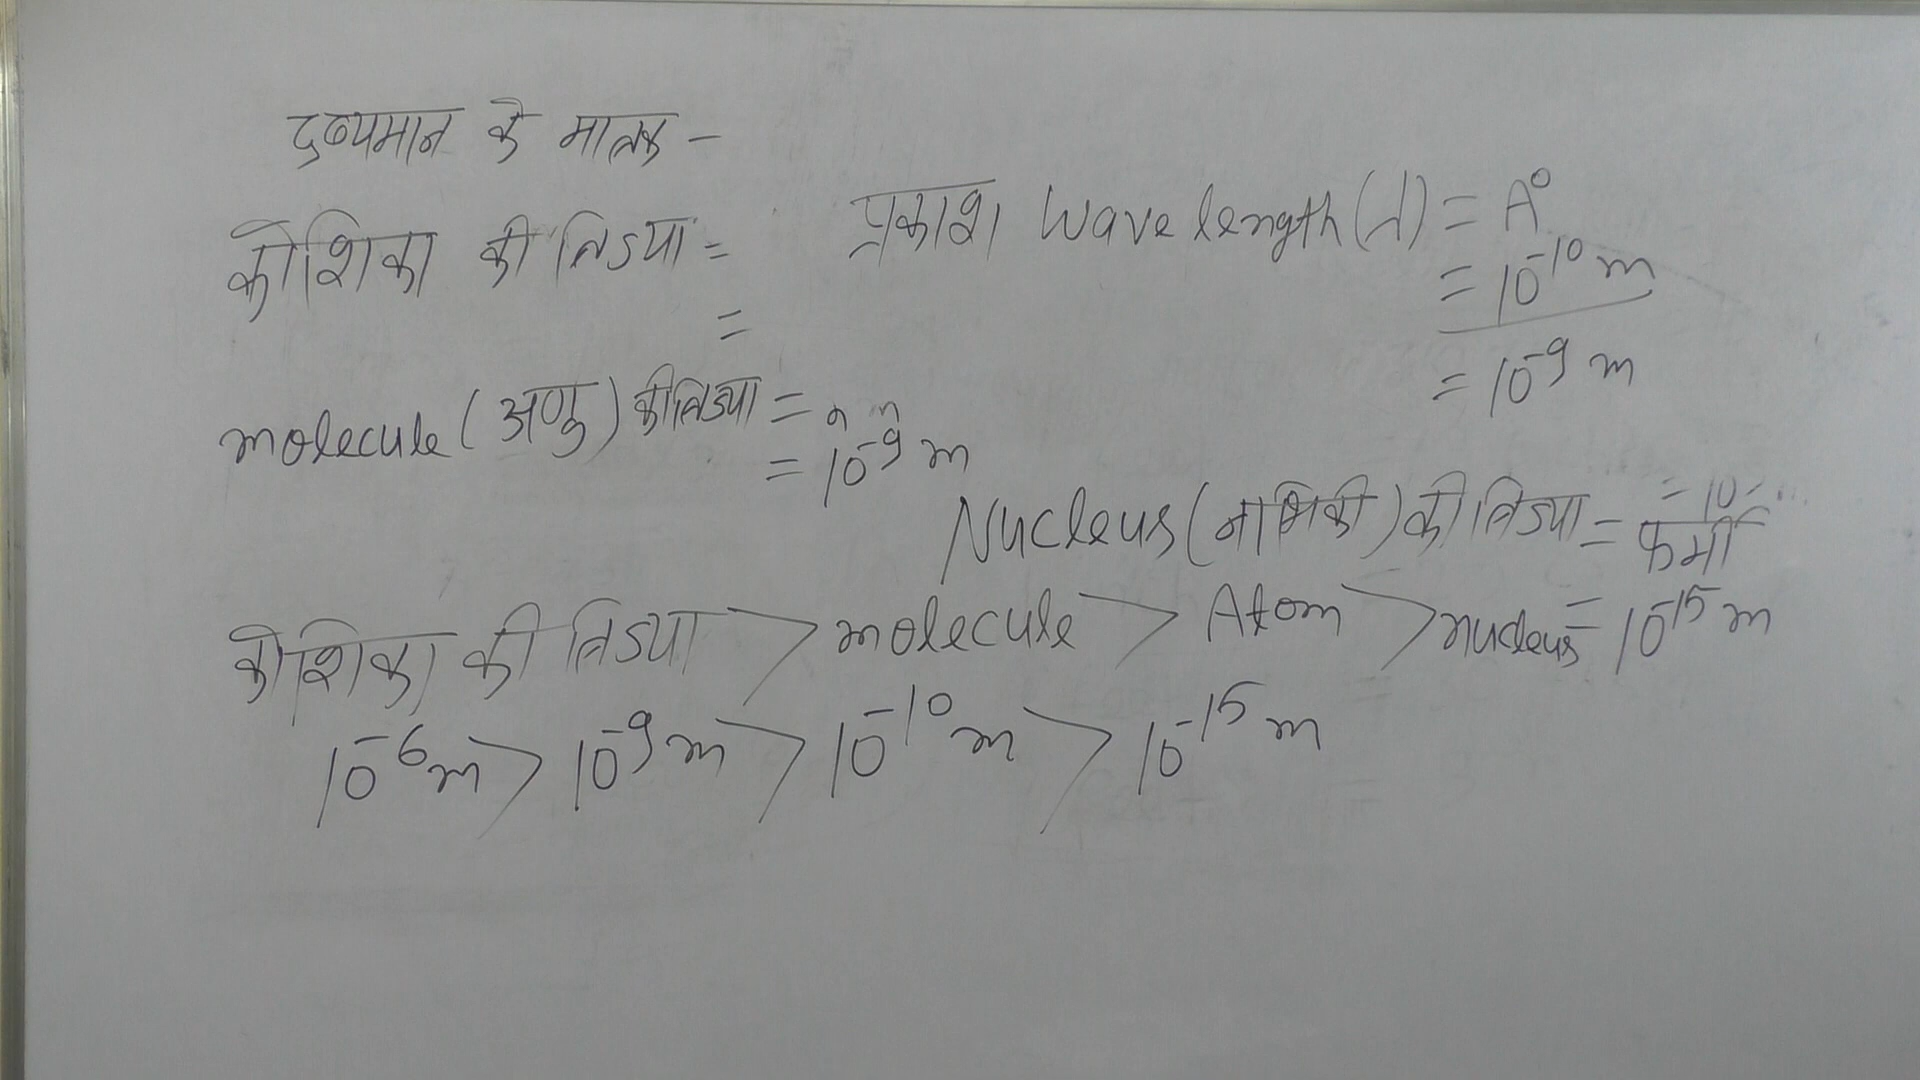 द्रव्यमान के मात्रक -
कोशिका की त्रिज्या =
=
प्रकाश Wave length (λ) = A°
= 10⁻¹⁰ m
= 10⁻⁹ m
molecule (अणु) की त्रिज्या =
= 10⁻⁹ m
Nucleus (नाभिकी) की त्रिज्या = फर्मी
= 10⁻¹⁵ m
कोशिका की त्रिज्या > molecule > Atom > nucleus
10⁻⁶ m > 10⁻⁹ m > 10⁻¹⁰ m > 10⁻¹⁵ m